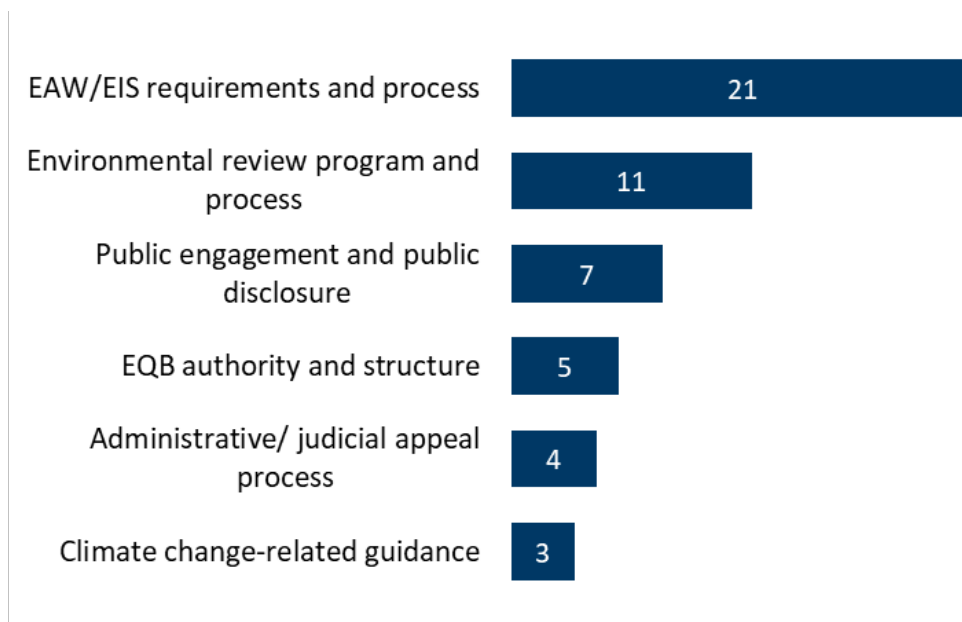 EAW/EIS requirements and process
21
Environmental review program and
process
11
Public engagement and public
disclosure
7
EQB authority and structure
5
Administrative/ judicial appeal
process
4
Climate change-related guidance
3